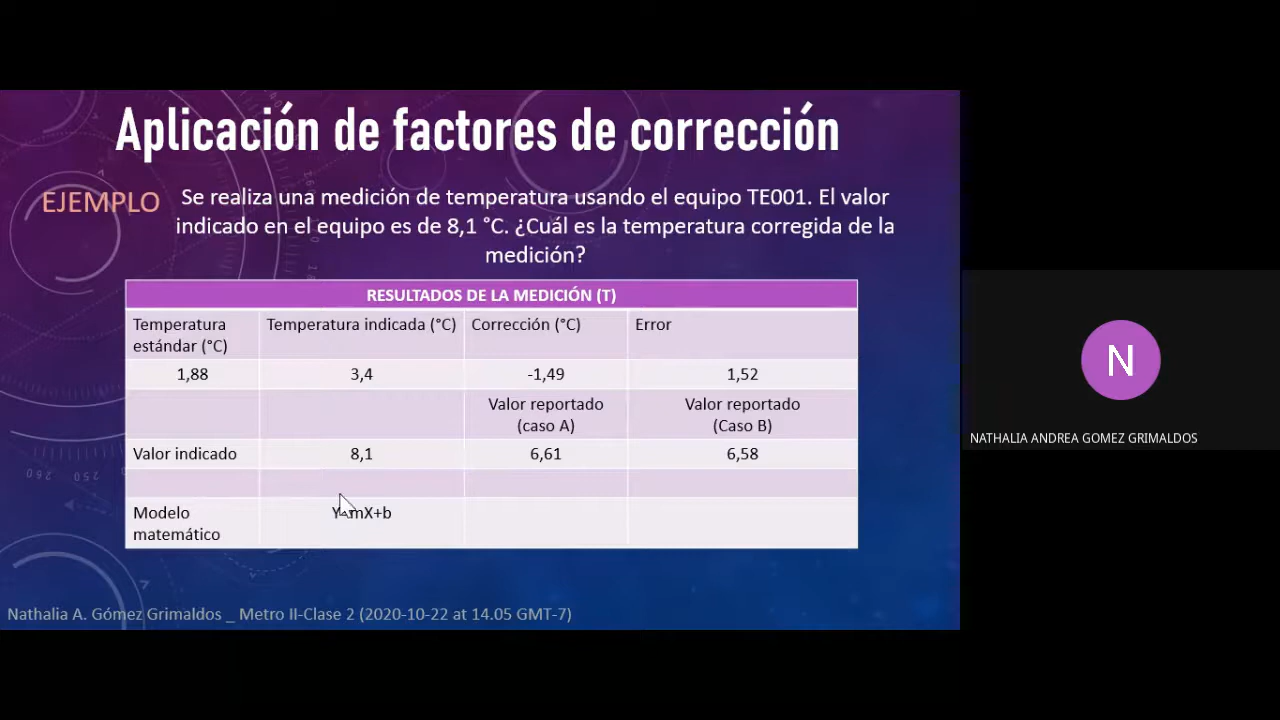 Aplicación de factores de corrección
EJEMPLO
Se realiza una medición de temperatura usando el equipo TE001. El valor
indicado en el equipo es de 8,1 °C. ¿Cuál es la temperatura corregida de la
medición?
RESULTADOS DE LA MEDICIÓN (T)
Temperatura estándar (°C) Temperatura indicada (°C) Corrección (°C) Error
1,88 3,4 -1,49 1,52
Valor reportado (caso A) Valor reportado (Caso B)
Valor indicado 8,1 6,61 6,58
Modelo matemático Y=mX+b
Nathalia A. Gómez Grimaldos _ Metro II-Clase 2 (2020-10-22 at 14.05 GMT-7)
N
NATHALIA ANDREA GOMEZ GRIMALDOS